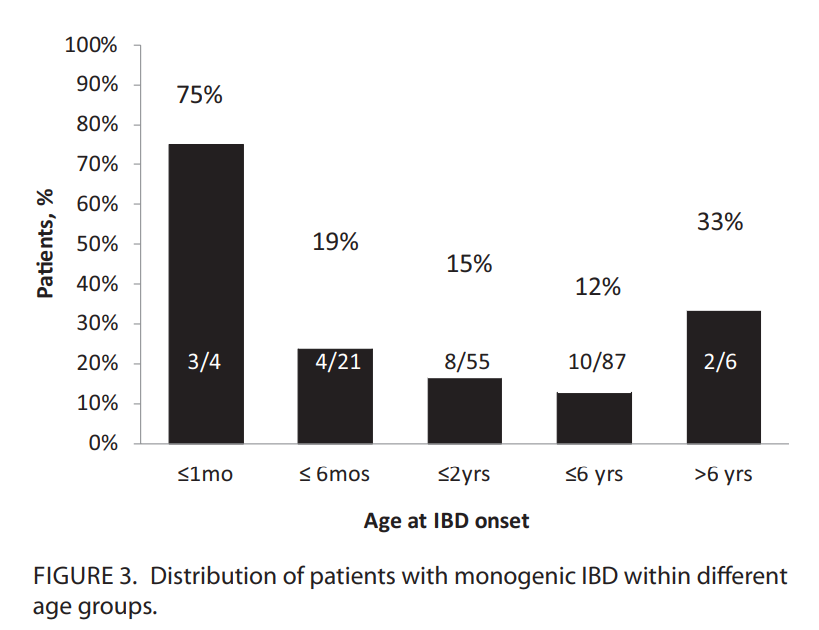 100%
90%
80%
70%
60%
50%
40%
30%
20%
10%
0%
Patients, %
75%
19%
15%
12%
33%
3/4
4/21
8/55
10/87
2/6
≤1mo
≤ 6mos
≤2yrs
≤6 yrs
>6 yrs
Age at IBD onset
FIGURE 3. Distribution of patients with monogenic IBD within different
age groups.